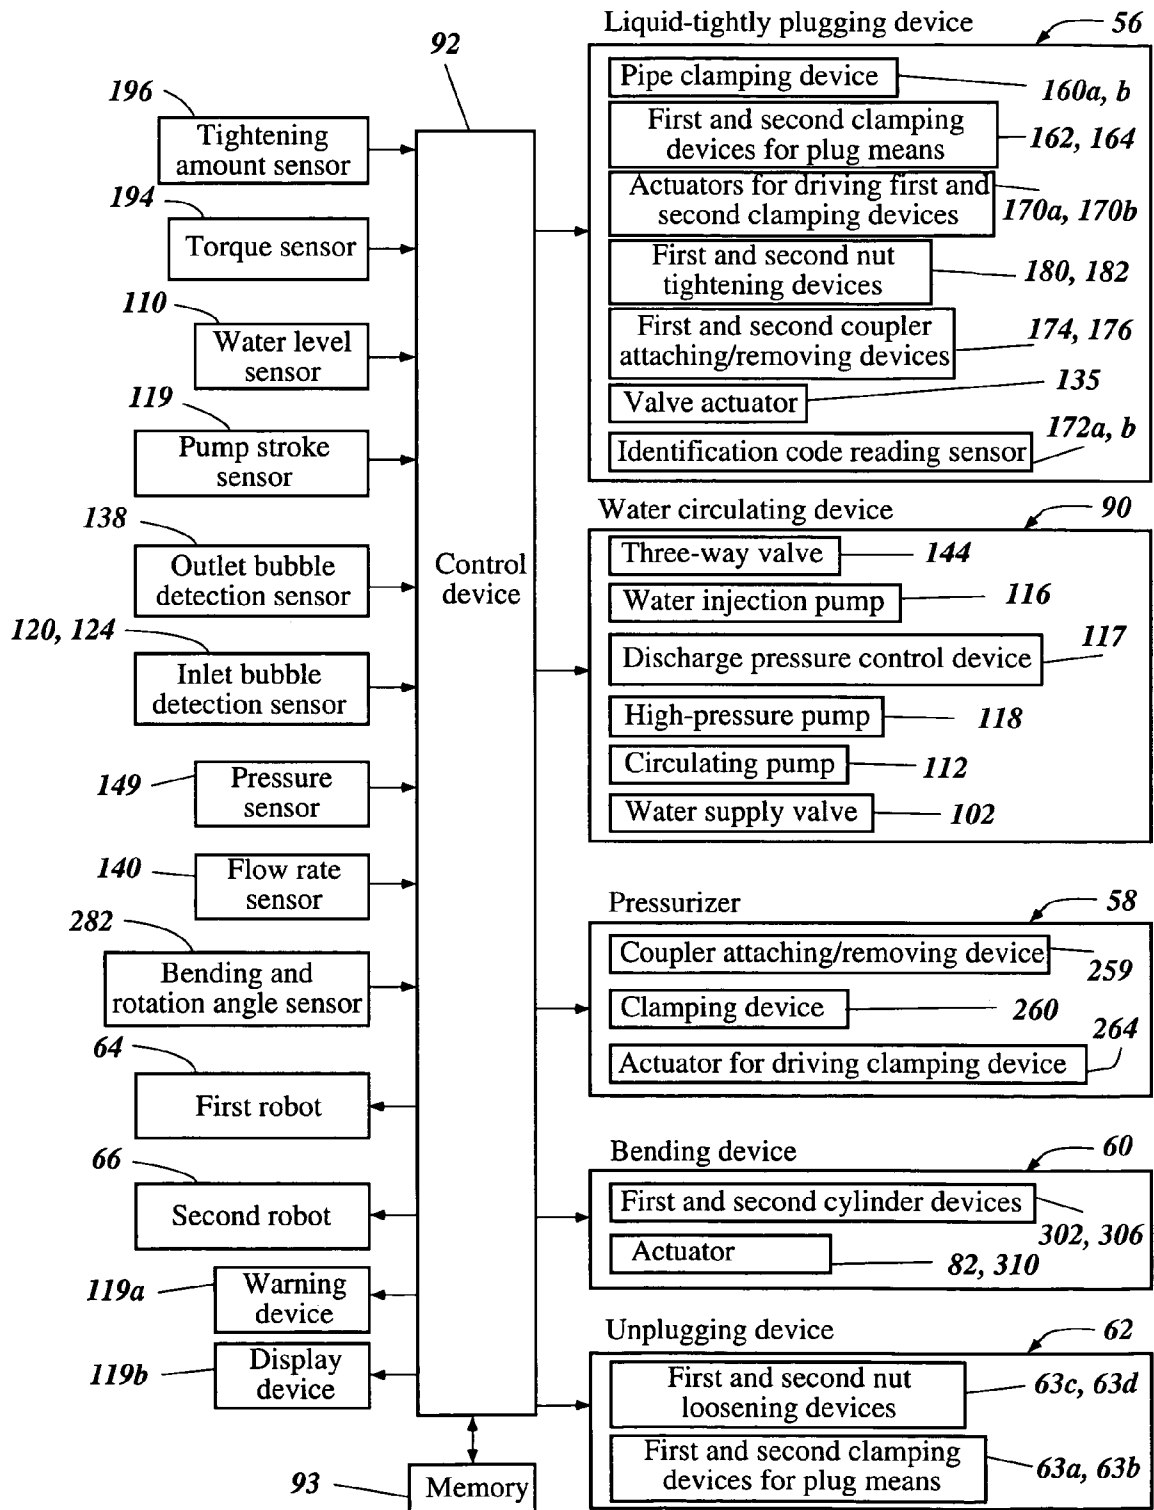 196
Tightening
amount sensor
194
Torque sensor
110
Water level
sensor
119
Pump stroke
sensor
138
Outlet bubble
detection sensor
120, 124
Inlet bubble
detection sensor
149
Pressure
sensor
140
Flow rate
sensor
282
Bending and
rotation angle sensor
64
First robot
66
Second robot
119a
Warning
device
119b
Display
device
92
Control
device
93
Memory
Liquid-tightly plugging device
56
Pipe clamping device
160a, b
First and second clamping
devices for plug means
162, 164
Actuators for driving first and
second clamping devices
170a, 170b
First and second nut
tightening devices
180, 182
First and second coupler
attaching/removing devices
174, 176
Valve actuator
135
Identification code reading sensor
172a, b
Water circulating device
90
Three-way valve
144
Water injection pump
116
Discharge pressure control device
117
High-pressure pump
118
Circulating pump
112
Water supply valve
102
Pressurizer
58
Coupler attaching/removing device
259
Clamping device
260
Actuator for driving clamping device
264
Bending device
60
First and second cylinder devices
302, 306
Actuator
82, 310
Unplugging device
62
First and second nut
loosening devices
63c, 63d
First and second clamping
devices for plug means
63a, 63b